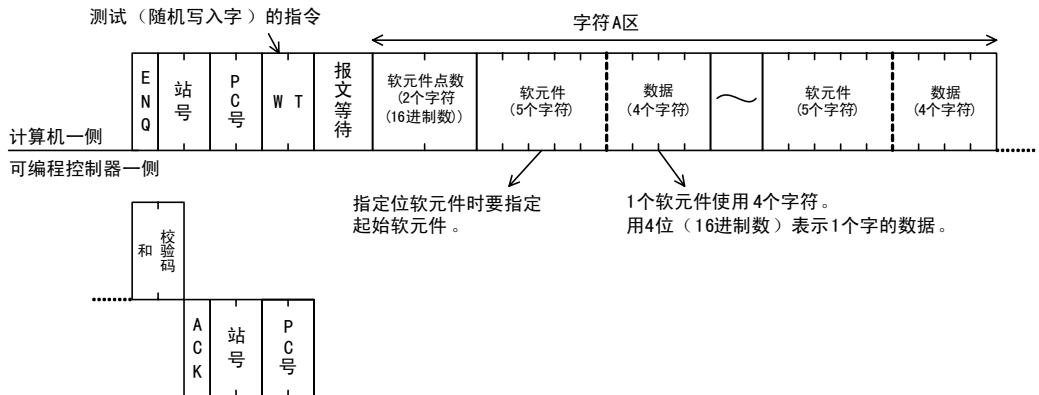 测试（随机写入字）的指令
字符A区
ENQ
站号
PC号
W T
报文等待
软元件点数
(2个字符
(16进制数))
软元件
(5个字符)
数据
(4个字符)
软元件
(5个字符)
数据
(4个字符)
计算机一侧
可编程控制器一侧
指定位软元件时要指定
起始软元件。
1个软元件使用4个字符。
用4位（16进制数）表示1个字的数据。
和校验码
ACK
站号
PC号